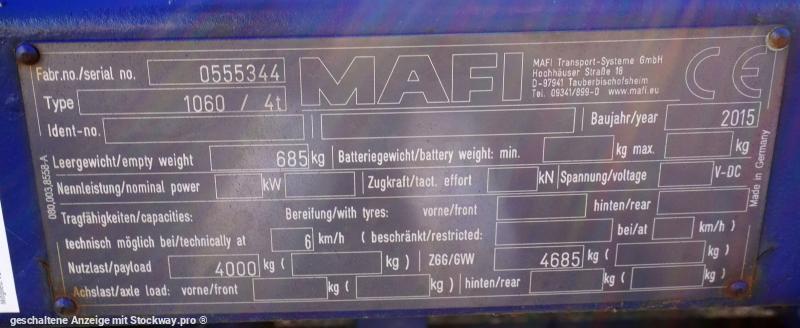 Fabr.no./serial no. 0555344
MAFI
MAFI Transport-Systeme GmbH
Hochhäuser Straße 18
D-97941 Tauberbischofsheim
Tel. 09341/899-0 www.mafi.eu
CE
Type 1060 / 4t
Ident-no. Baujahr/year 2015
Leergewicht/empty weight 685 kg Batteriegewicht/battery weight: min. kg max. kg
Nennleistung/nominal power kW Zugkraft/tact. effort kN Spannung/voltage V-DC
Tragfähigkeiten/capacities: Bereifung/with tyres: vorne/front hinten/rear
technisch möglich bei/technically at 6 km/h ( beschränkt/restricted: bei/at km/h )
Nutzlast/payload 4000 kg ( kg ) ZGG/GVW 4685 kg ( kg )
Achslast/axle load: vorne/front kg ( kg ) hinten/rear kg ( kg )
080.003.8558-A
Made in Germany
geschaltene Anzeige mit Stockway.pro ®